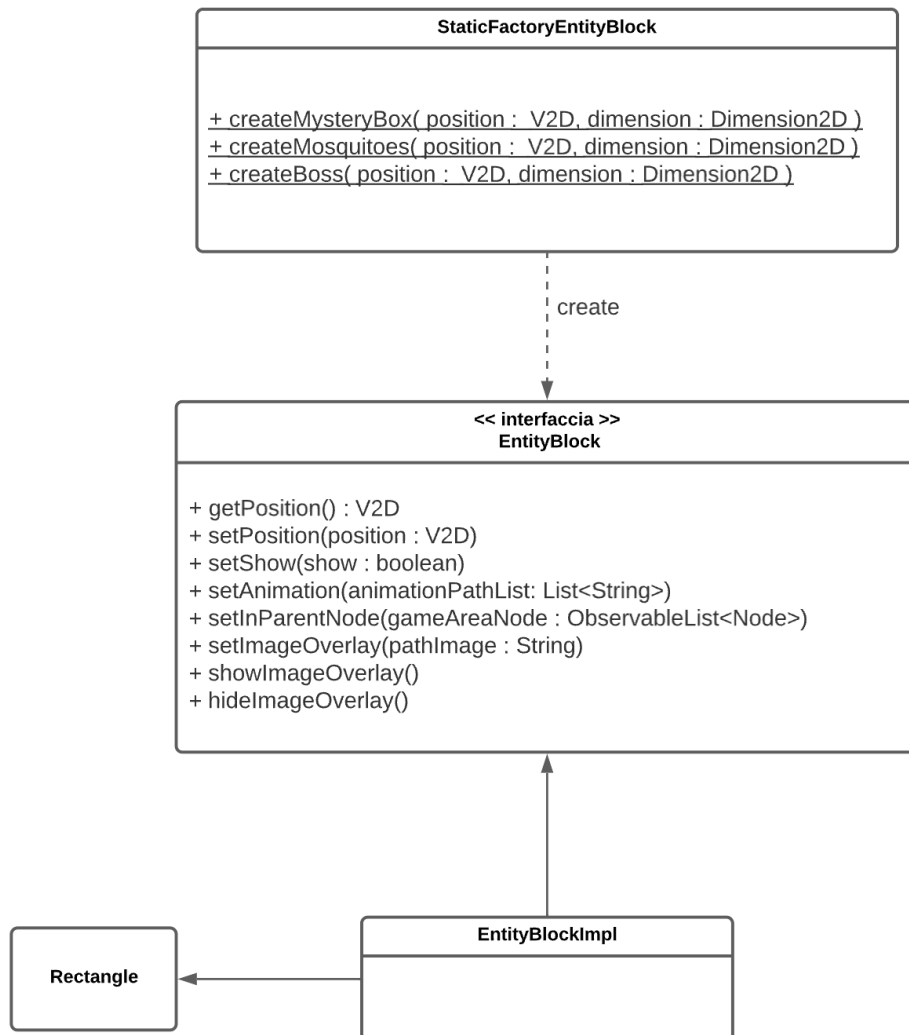 StaticFactoryEntityBlock
+ createMysteryBox( position : V2D, dimension : Dimension2D )
+ createMosquitoes( position : V2D, dimension : Dimension2D )
+ createBoss( position : V2D, dimension : Dimension2D )
create
<< interfaccia >>
EntityBlock
+ getPosition() : V2D
+ setPosition(position : V2D)
+ setShow(show : boolean)
+ setAnimation(animationPathList: List<String>)
+ setInParentNode(gameAreaNode : ObservableList<Node>)
+ setImageOverlay(pathImage : String)
+ showImageOverlay()
+ hideImageOverlay()
EntityBlockImpl
Rectangle